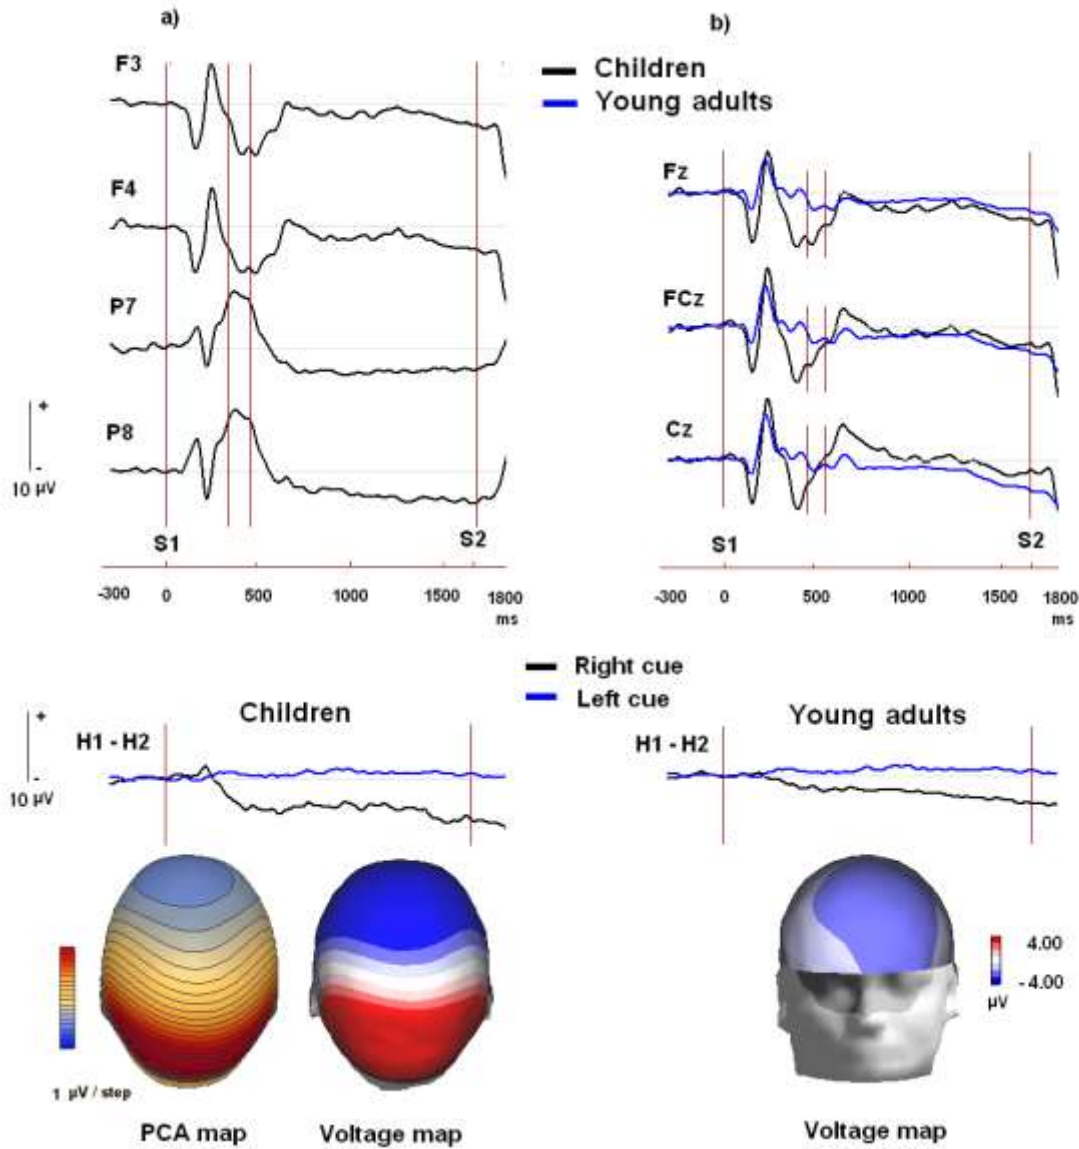 a)
b)
F3
F4
P7
P8
+
-
10 µV
S1
S2
-300 0 500 1000 1500 1800
ms
Children
Young adults
Fz
FCz
Cz
S1
S2
-300 0 500 1000 1500 1800
ms
Right cue
Left cue
Children
Young adults
+
-
10 µV
H1 - H2
H1 - H2
1 µV / step
4.00
- 4.00
µV
PCA map
Voltage map
Voltage map